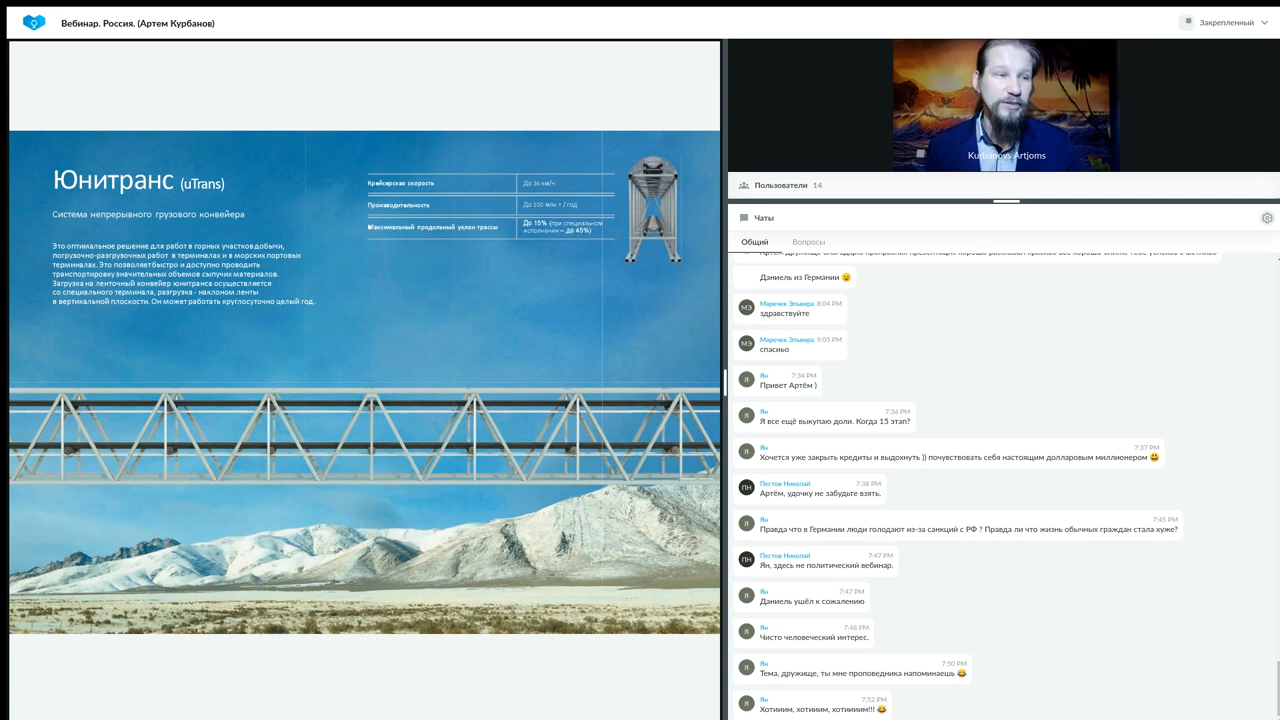 Вебинар. Россия. (Артем Курбанов)
Закрепленный
Юнитранс (uTrans)
Система непрерывного грузового конвейера
Это оптимальное решение для работ в горных участков добычи,
погрузочно-разгрузочных работ в терминалах и в морских портовых
терминалах. Это позволяет быстро и доступно проводить
транспортировку значительных объемов сыпучих материалов.
Загрузка на ленточный конвейер юнитранса осуществляется
со специального терминала, разгрузка - наклоном ленты
в вертикальной плоскости. Он может работать круглосуточно целый год.
Крейсерская скорость
До 36 км/ч
Производительность
До 100 млн т / год
Максимальный продольный уклон трассы
До 15% (при специальном
исполнении – до 45%)
Kurbanovs Artjoms
Пользователи 14
Чаты
Общий Вопросы
Даниель из Германии 😉
МЭ Маречек Эльвира 8:04 PM
здравствуйте
МЭ Маречек Эльвира 9:05 PM
спасиьо
Я Ян 7:34 PM
Привет Артём )
Я Ян 7:36 PM
Я все ещё выкупаю доли. Когда 15 этап?
Я Ян 7:37 PM
Хочется уже закрыть кредиты и выдохнуть )) почувствовать себя настоящим долларовым миллионером 😃
ПН Пестов Николай 7:38 PM
Артём, удочку не забудьте взять.
Я Ян 7:45 PM
Правда что в Германии люди голодают из-за санкций с РФ ? Правда ли что жизнь обычных граждан стала хуже?
ПН Пестов Николай 7:47 PM
Ян, здесь не политический вебинар.
Я Ян 7:47 PM
Даниель ушёл к сожалению
Я Ян 7:48 PM
Чисто человеческий интерес.
Я Ян 7:50 PM
Тема, дружище, ты мне проповедника напоминаешь 😂
Я Ян 7:52 PM
Хотииим, хотииим, хотиииим!!! 😂